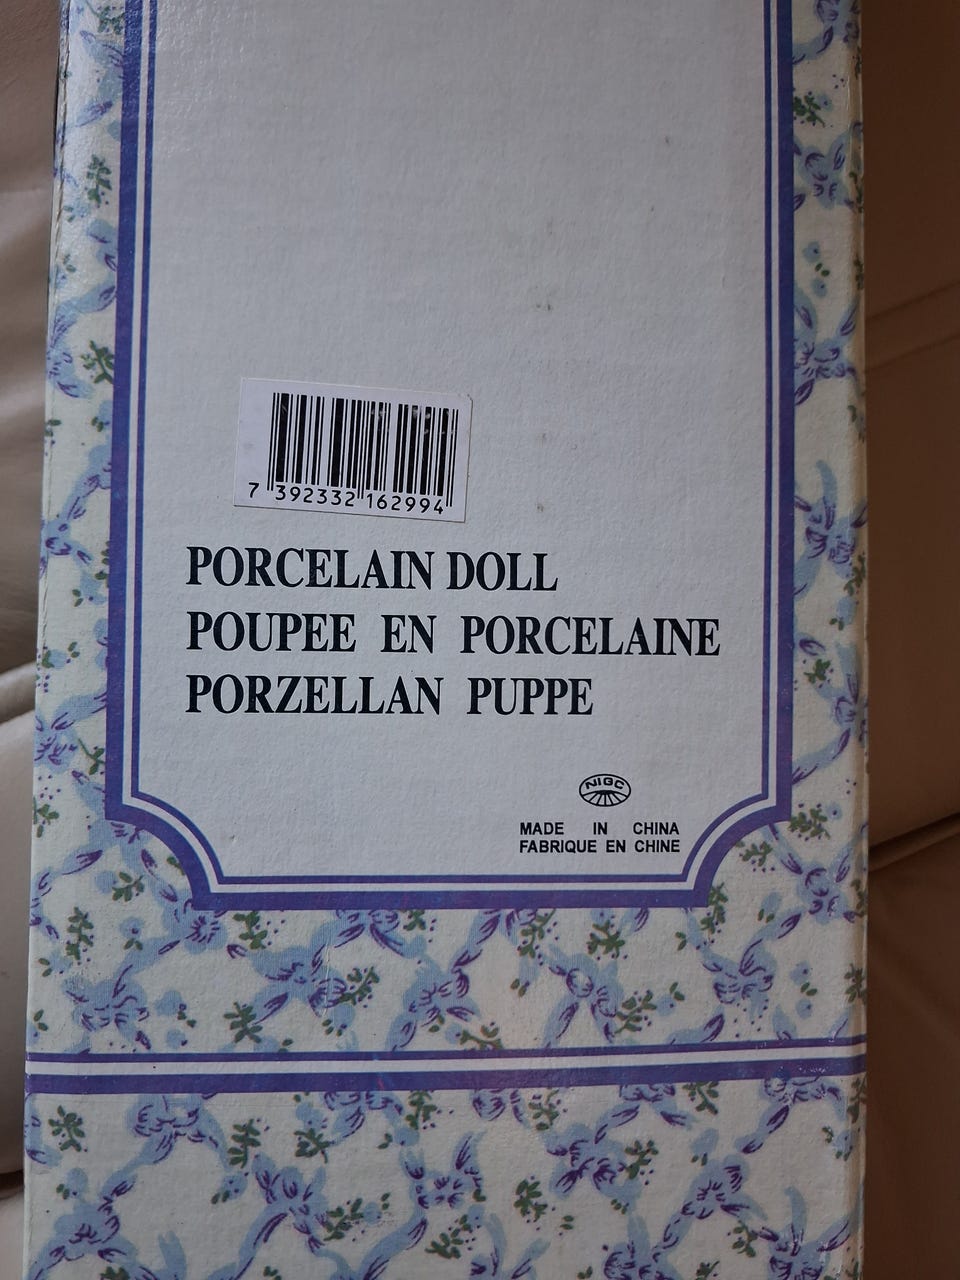 7 392332 162994
PORCELAIN DOLL
POUPEE EN PORCELAINE
PORZELLAN PUPPE
NIGC
MADE IN CHINA
FABRIQUE EN CHINE